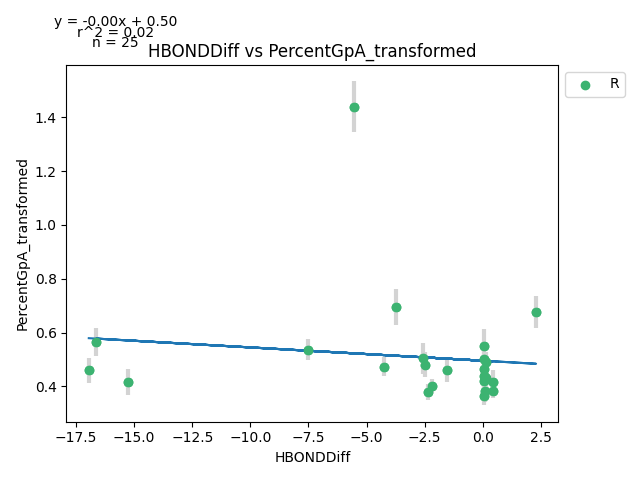 y = -0.00x + 0.50
r^2 = 0.02
n = 25
HBONDDiff vs PercentGpA_transformed
R
1.4
1.2
1.0
0.8
0.6
0.4
PercentGpA_transformed
−17.5 −15.0 −12.5 −10.0 −7.5 −5.0 −2.5 0.0 2.5
HBONDDiff